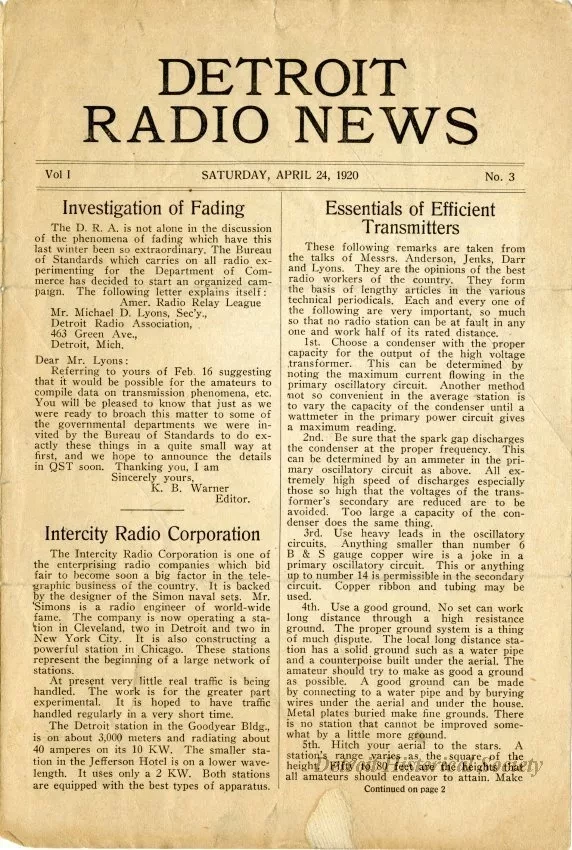 DETROIT
RADIO NEWS
Vol I
SATURDAY, APRIL 24, 1920
No. 3
Investigation of Fading
The D. R. A. is not alone in the discussion
of the phenomena of fading which have this
last winter been so extraordinary. The Bureau
of Standards which carries on all radio ex-
perimenting for the Department of Com-
merce has decided to start an organized cam-
paign. The following letter explains itself:
Amer. Radio Relay League
Mr. Michael D. Lyons, Sec'y.,
Detroit Radio Association,
463 Green Ave.,
Detroit, Mich.
Dear Mr. Lyons:
Referring to yours of Feb. 16 suggesting
that it would be possible for the amateurs to
compile data on transmission phenomena, etc.
You will be pleased to know that just as we
were ready to broach this matter to some of
the governmental departments we were in-
vited by the Bureau of Standards to do ex-
actly these things in a quite small way at
first, and we hope to announce the details
in QST soon. Thanking you, I am
Sincerely yours,
K. B. Warner
Editor.
Intercity Radio Corporation
The Intercity Radio Corporation is one of
the enterprising radio companies which bid
fair to become soon a big factor in the tele-
graphic business of the country. It is backed
by the designer of the Simon naval sets. Mr.
Simons is a radio engineer of world-wide
fame. The company is now operating a sta-
tion in Cleveland, two in Detroit and two in
New York City. It is also constructing a
powerful station in Chicago. These stations
represent the beginning of a large network of
stations.
At present very little real traffic is being
handled. The work is for the greater part
experimental. It is hoped to have traffic
handled regularly in a very short time.
The Detroit station in the Goodyear Bldg.,
is on about 3,000 meters and radiating about
40 amperes on its 10 KW. The smaller sta-
tion in the Jefferson Hotel is on a lower wave-
length. It uses only a 2 KW. Both stations
are equipped with the best types of apparatus.
Essentials of Efficient
Transmitters
These following remarks are taken from
the talks of Messrs. Anderson, Jenks, Darr
and Lyons. They are the opinions of the best
radio workers of the country. They form
the basis of lengthy articles in the various
technical periodicals. Each and every one of
the following are very important, so much
so that no radio station can be at fault in any
one and work half of its rated distance.
1st. Choose a condenser with the proper
capacity for the output of the high voltage
transformer. This can be determined by
noting the maximum current flowing in the
primary oscillatory circuit. Another method
not so convenient in the average station is
to vary the capacity of the condenser until a
wattmeter in the primary power circuit gives
a maximum reading.
2nd. Be sure that the spark gap discharges
the condenser at the proper frequency. This
can be determined by an ammeter in the pri-
mary oscillatory circuit as above. All ex-
tremely high speed of discharges especially
those so high that the voltages of the trans-
former's secondary are reduced are to be
avoided. Too large a capacity of the con-
denser does the same thing.
3rd. Use heavy leads in the oscillatory
circuits. Anything smaller than number 6
B & S gauge copper wire is a joke in a
primary oscillatory circuit. This or anything
up to number 14 is permissible in the secondary
circuit. Copper ribbon and tubing may be
used.
4th. Use a good ground. No set can work
long distance through a high resistance
ground. The proper ground system is a thing
of much dispute. The local long distance sta-
tion has a solid ground such as a water pipe
and a counterpoise built under the aerial. The
amateur should try to make as good a ground
as possible. A good ground can be made
by connecting to a water pipe and by burying
wires under the aerial and under the house.
Metal plates buried make fine grounds. There
is no station that cannot be improved some-
what by a little more ground.
5th. Hitch your aerial to the stars. A
station's range varies as the square of the
height. Fifty to 80 feet are the heights that
all amateurs should endeavor to attain. Make
Continued on page 2
Detroit Historical Society